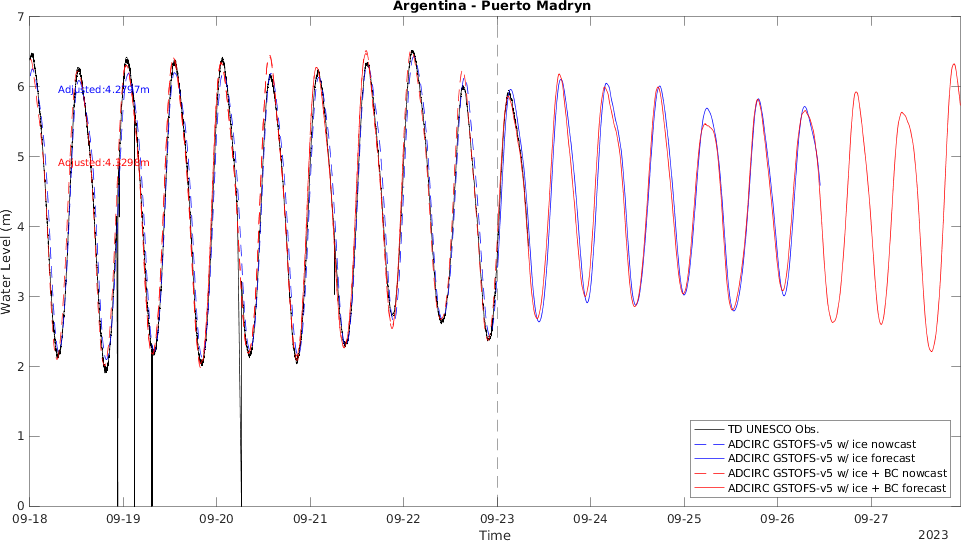 Argentina - Puerto Madryn
7
6
5
4
3
2
1
0
Water Level (m)
Adjusted:4.2797m
Adjusted:4.3298m
TD UNESCO Obs.
ADCIRC GSTOFS-v5 w/ ice nowcast
ADCIRC GSTOFS-v5 w/ ice forecast
ADCIRC GSTOFS-v5 w/ ice + BC nowcast
ADCIRC GSTOFS-v5 w/ ice + BC forecast
09-18 09-19 09-20 09-21 09-22 09-23 09-24 09-25 09-26 09-27
Time
2023